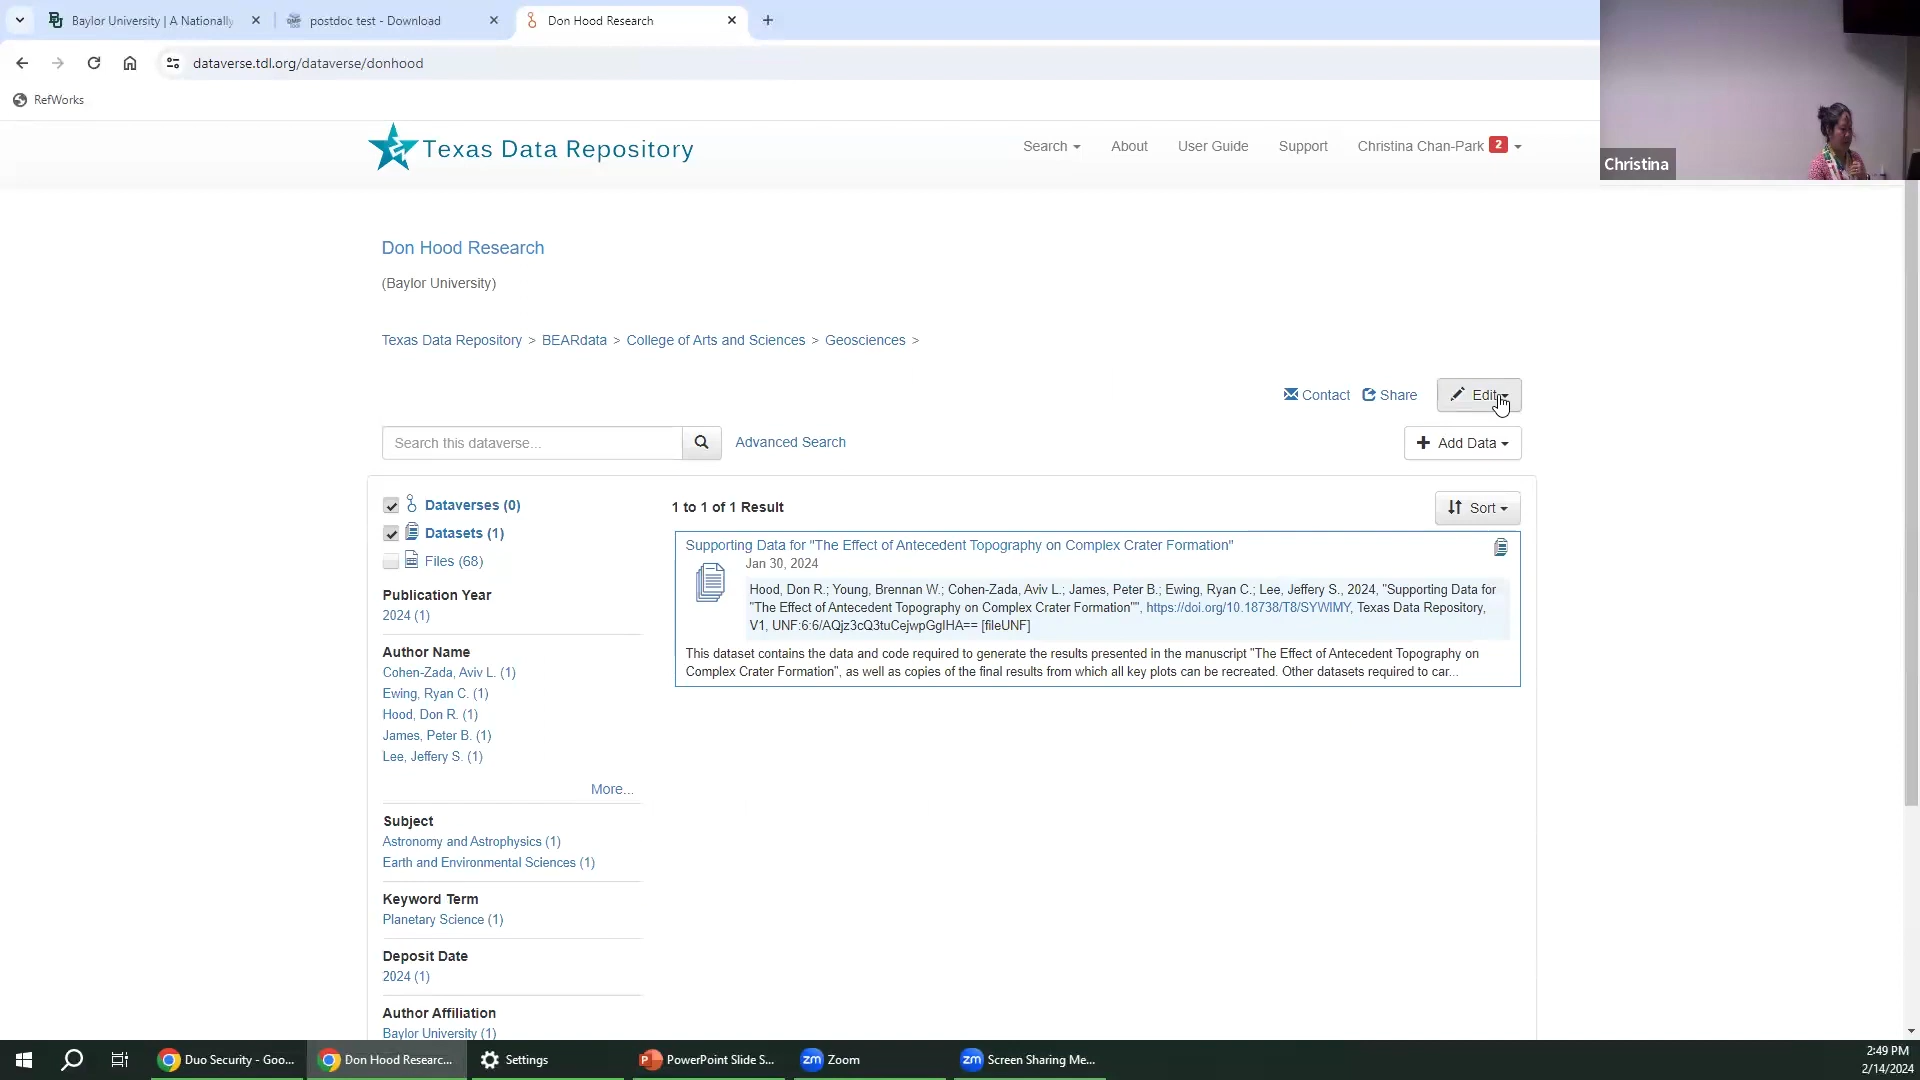 Baylor University | A Nationally
postdoc test - Download
Don Hood Research
dataverse.tdl.org/dataverse/donhood
RefWorks
Texas Data Repository
Search
About
User Guide
Support
Christina Chan-Park 2
Christina
Don Hood Research
(Baylor University)
Texas Data Repository > BEARdata > College of Arts and Sciences > Geosciences >
Contact
Share
Edit
Search this dataverse...
Advanced Search
Add Data
Dataverses (0)
Datasets (1)
Files (68)
Publication Year
2024 (1)
Author Name
Cohen-Zada, Aviv L. (1)
Ewing, Ryan C. (1)
Hood, Don R. (1)
James, Peter B. (1)
Lee, Jeffery S. (1)
More...
Subject
Astronomy and Astrophysics (1)
Earth and Environmental Sciences (1)
Keyword Term
Planetary Science (1)
Deposit Date
2024 (1)
Author Affiliation
Baylor University (1)
1 to 1 of 1 Result
Sort
Supporting Data for "The Effect of Antecedent Topography on Complex Crater Formation"
Jan 30, 2024
Hood, Don R.; Young, Brennan W.; Cohen-Zada, Aviv L.; James, Peter B.; Ewing, Ryan C.; Lee, Jeffery S., 2024, "Supporting Data for
"The Effect of Antecedent Topography on Complex Crater Formation"", https://doi.org/10.18738/T8/SYWIMY, Texas Data Repository,
V1, UNF:6:6/AQjz3cQ3tuCejwpGglHA== [fileUNF]
This dataset contains the data and code required to generate the results presented in the manuscript "The Effect of Antecedent Topography on
Complex Crater Formation", as well as copies of the final results from which all key plots can be recreated. Other datasets required to car...
Duo Security - Goo...
Don Hood Researc...
Settings
PowerPoint Slide S...
zm Zoom
zm Screen Sharing Me...
2:49 PM
2/14/2024